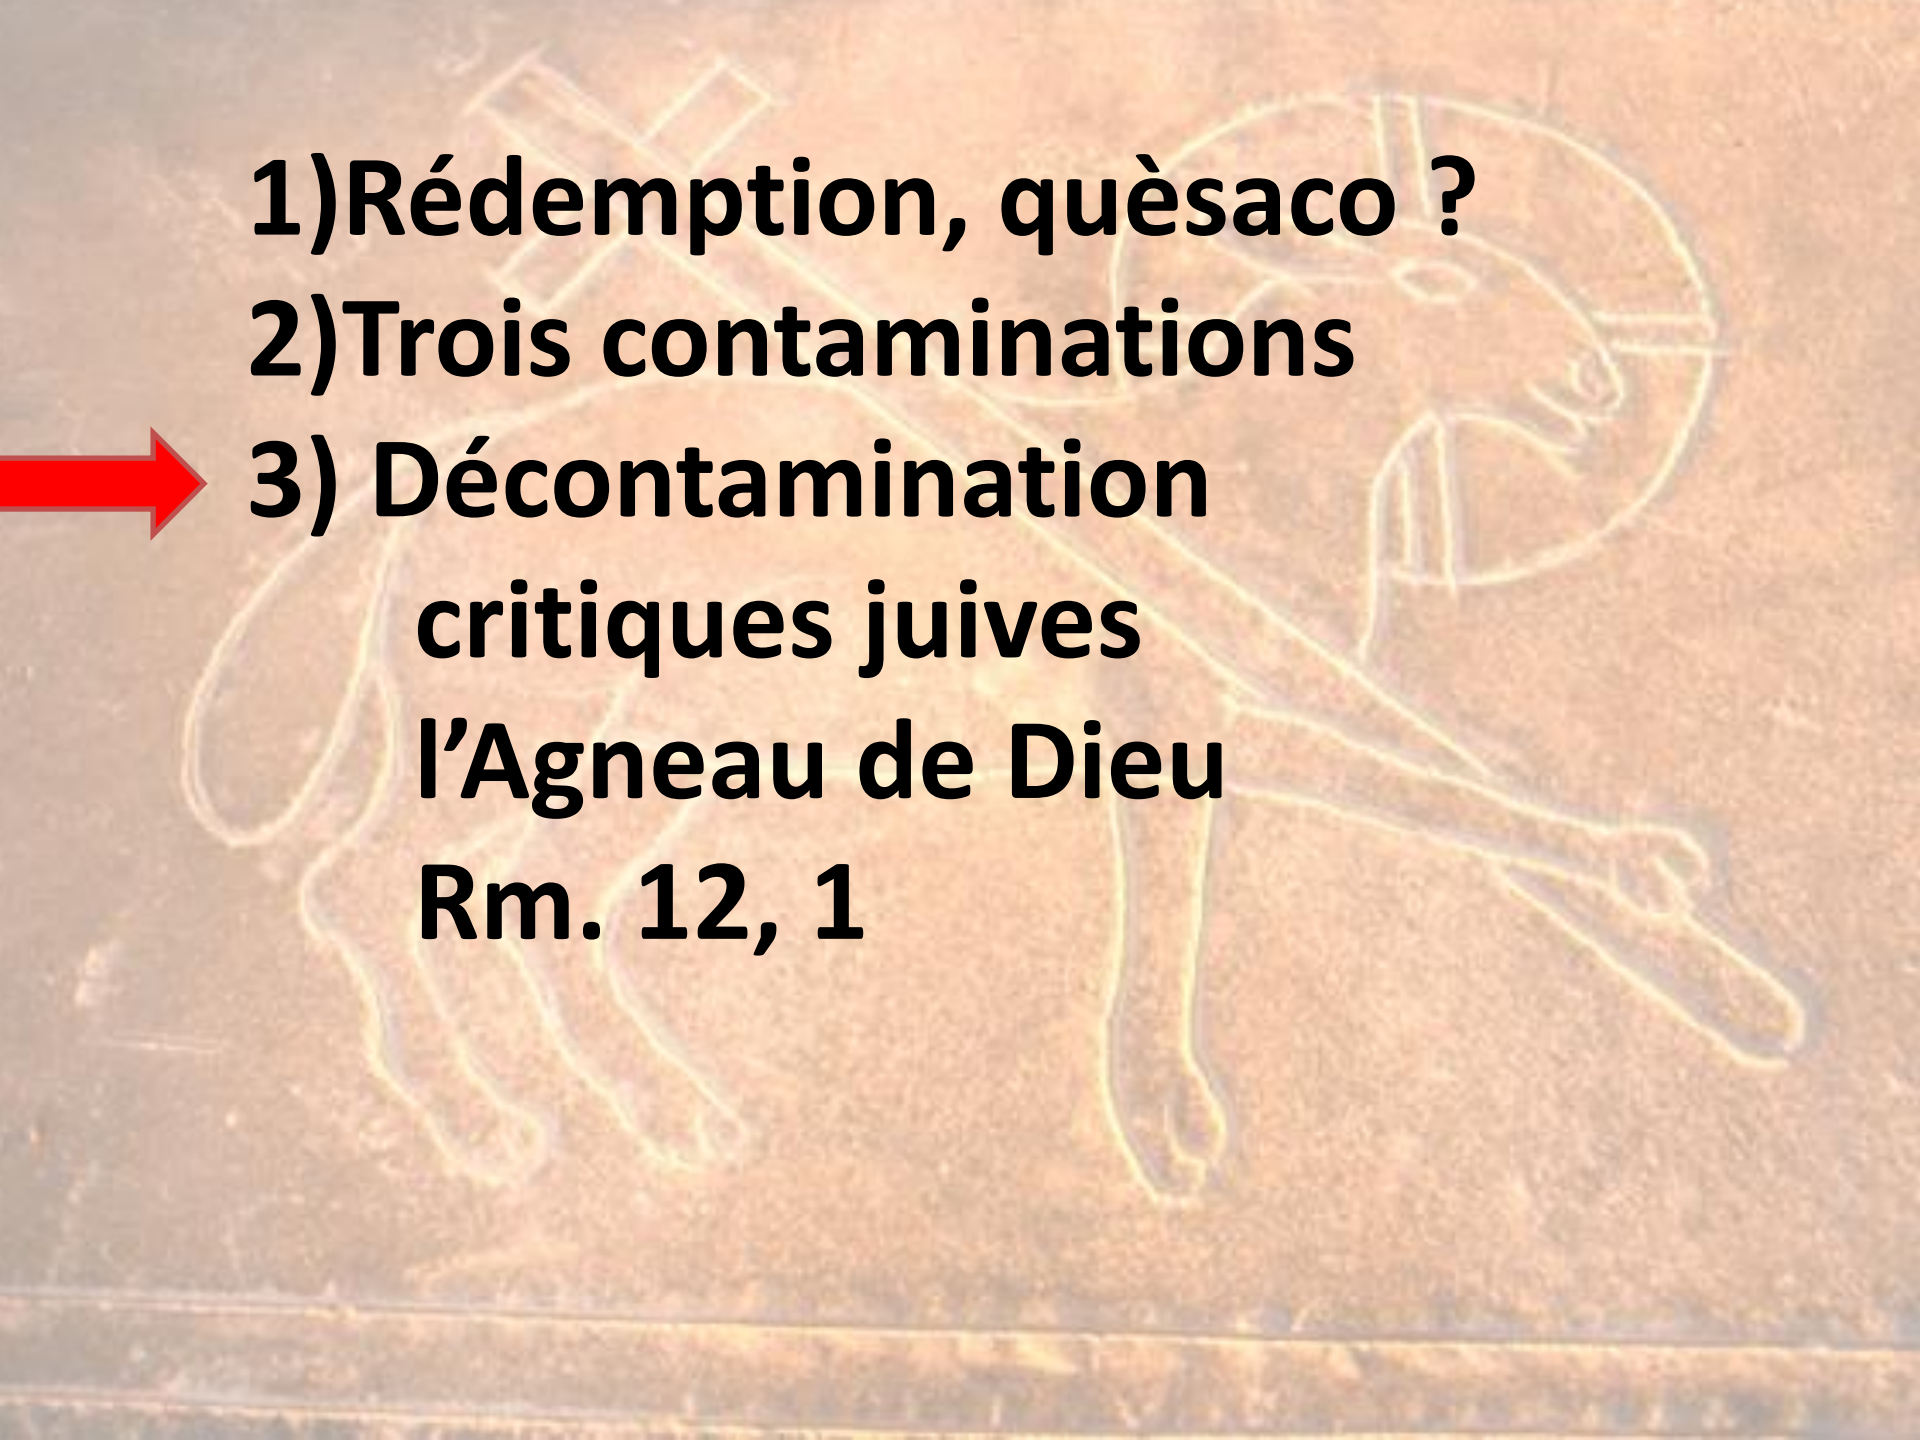 1)Rédemption, quèsaco ?
2)Trois contaminations
3) Décontamination
critiques juives
l’Agneau de Dieu
Rm. 12, 1